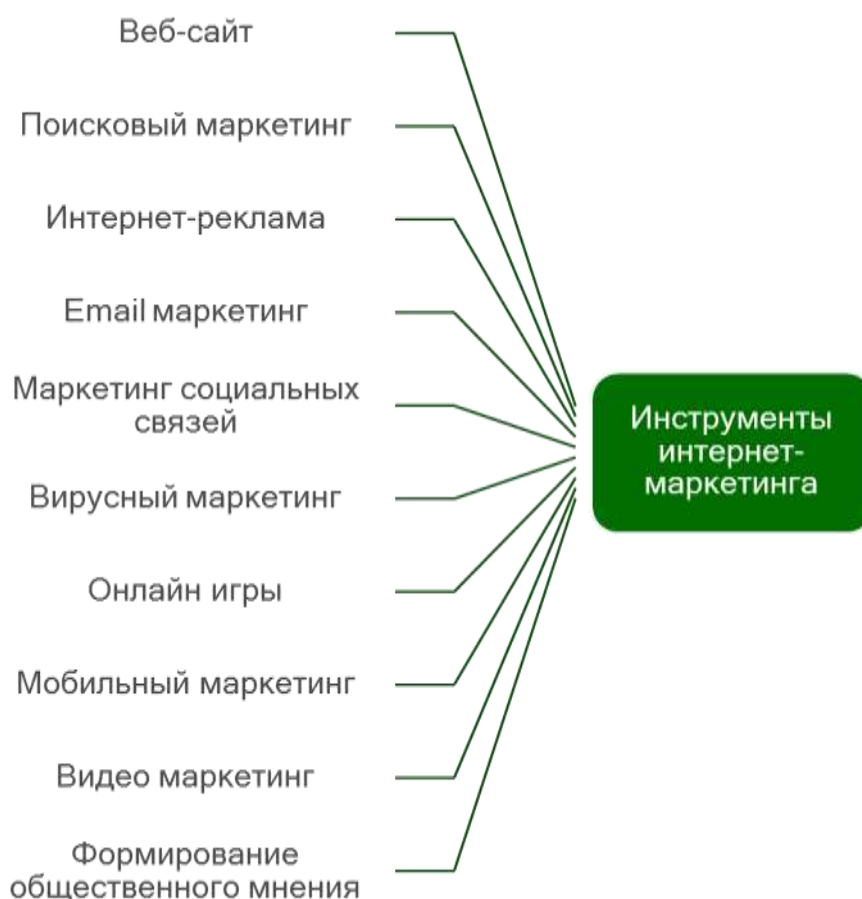 Веб-сайт
Поисковый маркетинг
Интернет-реклама
Email маркетинг
Маркетинг социальных
связей
Вирусный маркетинг
Онлайн игры
Мобильный маркетинг
Видео маркетинг
Формирование
общественного мнения
Инструменты
интернет-
маркетинга